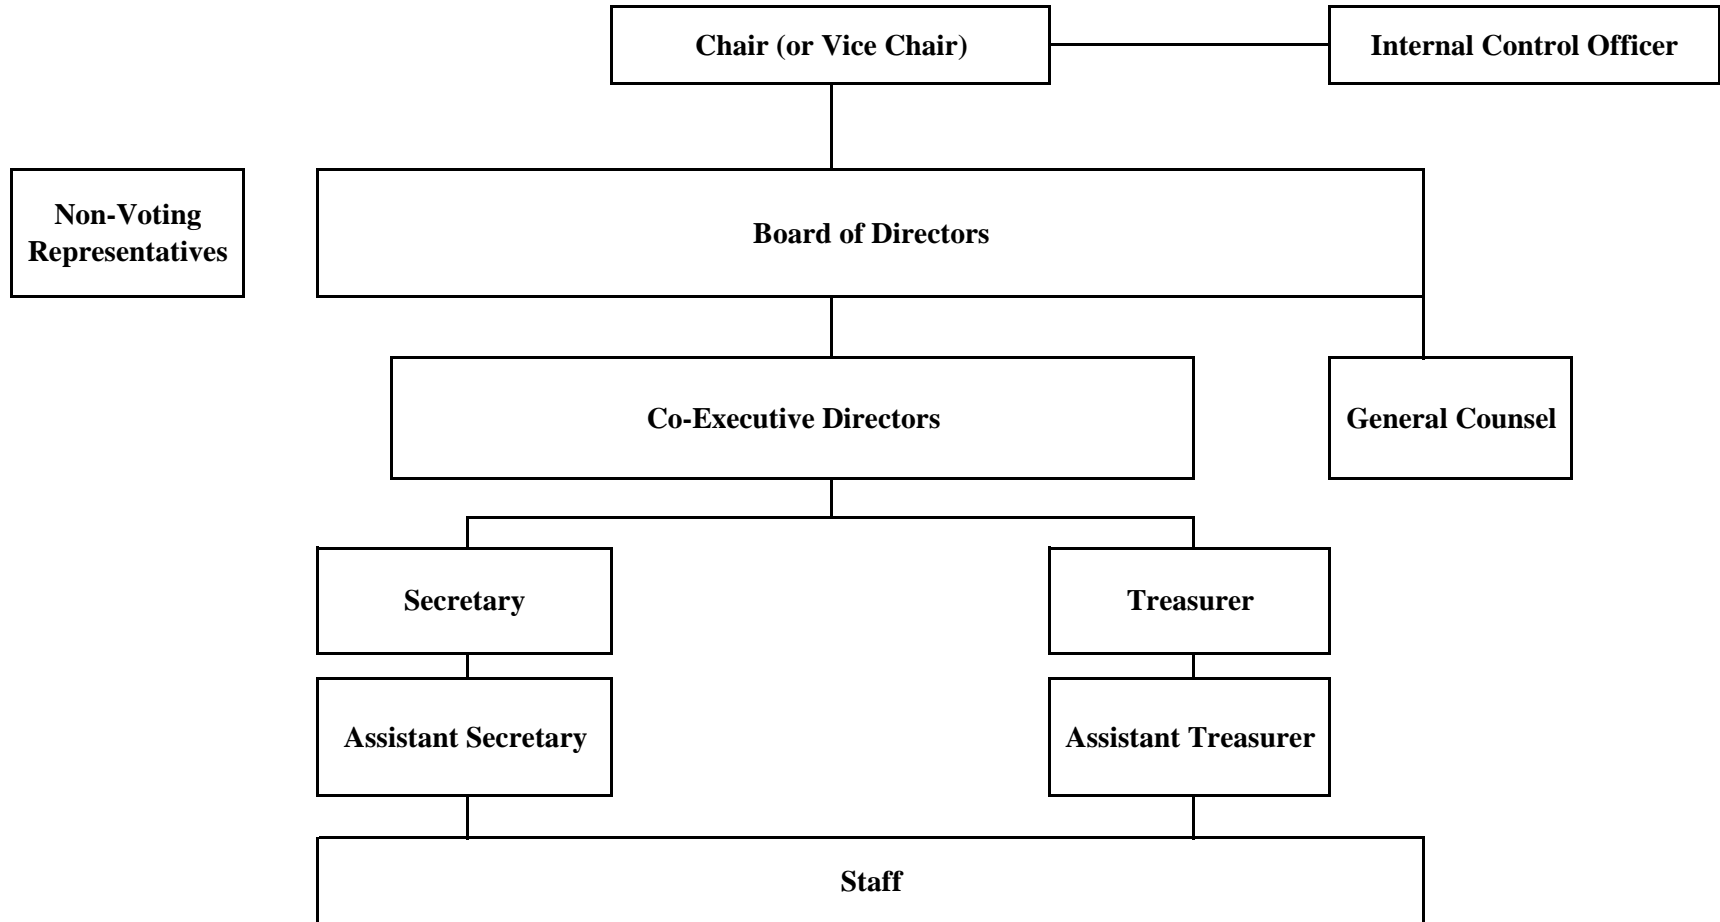 Chair (or Vice Chair)
Internal Control Officer
Non-Voting
Representatives
Board of Directors
Co-Executive Directors
General Counsel
Secretary
Treasurer
Assistant Secretary
Assistant Treasurer
Staff